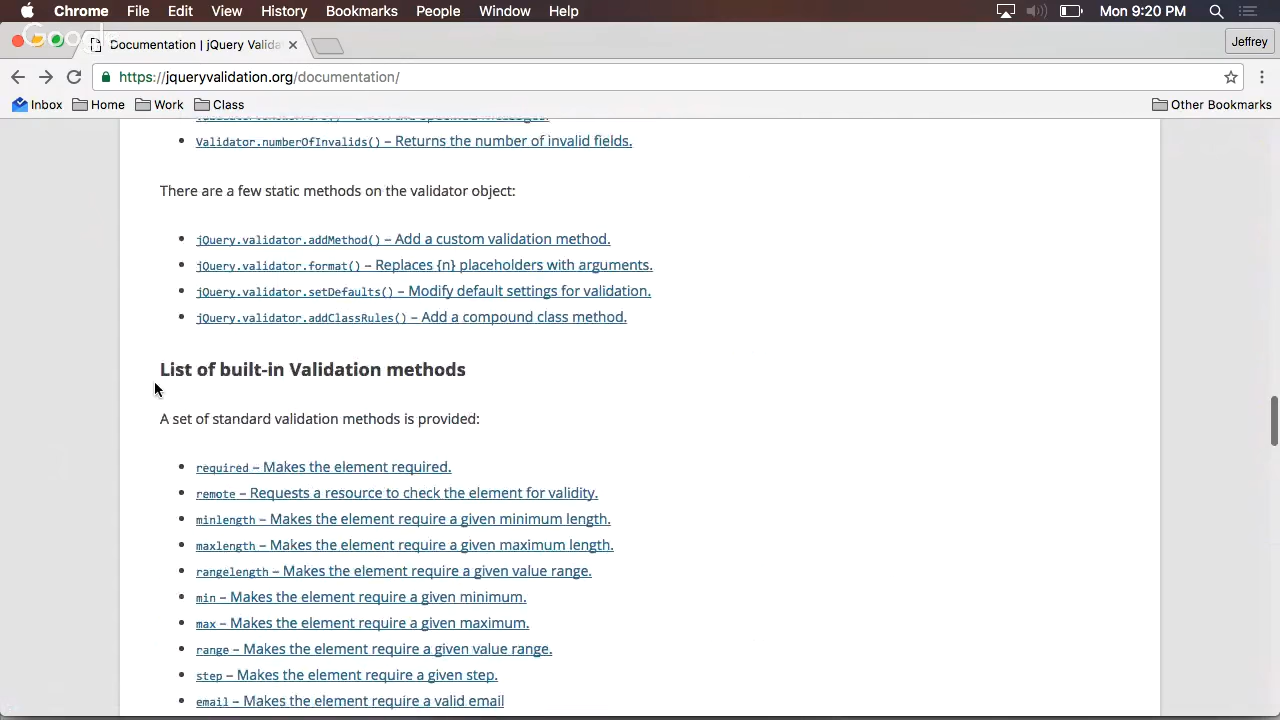 Chrome File Edit View History Bookmarks People Window Help Mon 9:20 PM
Documentation | jQuery Valida
Jeffrey
https://jqueryvalidation.org/documentation/
Inbox Home Work Class Other Bookmarks
Validator.numberOfInvalids() – Returns the number of invalid fields.
There are a few static methods on the validator object:
jQuery.validator.addMethod() – Add a custom validation method.
jQuery.validator.format() – Replaces {n} placeholders with arguments.
jQuery.validator.setDefaults() – Modify default settings for validation.
jQuery.validator.addClassRules() – Add a compound class method.
List of built-in Validation methods
A set of standard validation methods is provided:
required – Makes the element required.
remote – Requests a resource to check the element for validity.
minlength – Makes the element require a given minimum length.
maxlength – Makes the element require a given maximum length.
rangelength – Makes the element require a given value range.
min – Makes the element require a given minimum.
max – Makes the element require a given maximum.
range – Makes the element require a given value range.
step – Makes the element require a given step.
email – Makes the element require a valid email